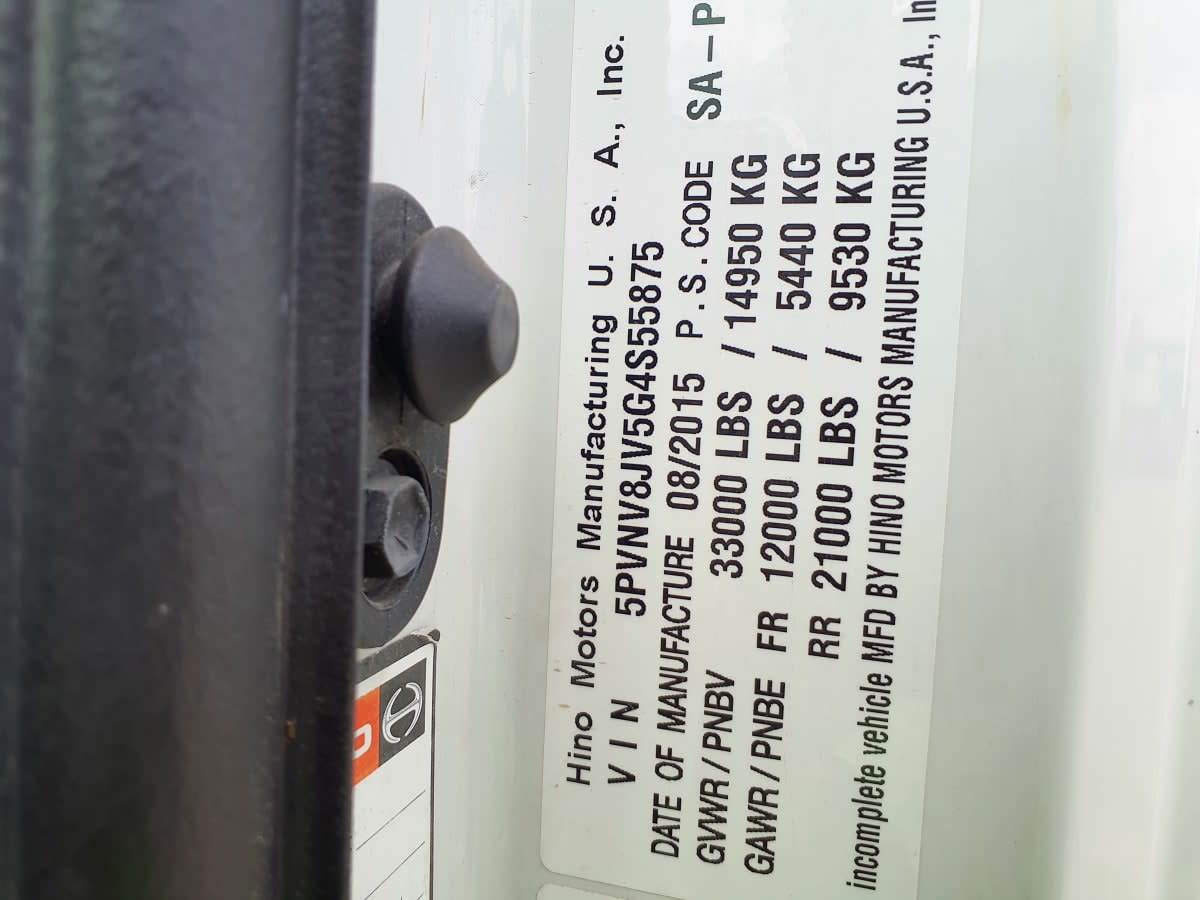 Hino Motors Manufacturing U. S. A., Inc.
VIN 5PVNV8JV5G4S55875
DATE OF MANUFACTURE 08/2015 P.S.CODE SA-P
GVWR/PNBV 33000 LBS /14950 KG
GAWR/PNBE FR 12000 LBS / 5440 KG
RR 21000 LBS / 9530 KG
incomplete vehicle MFD BY HINO MOTORS MANUFACTURING U.S.A., In